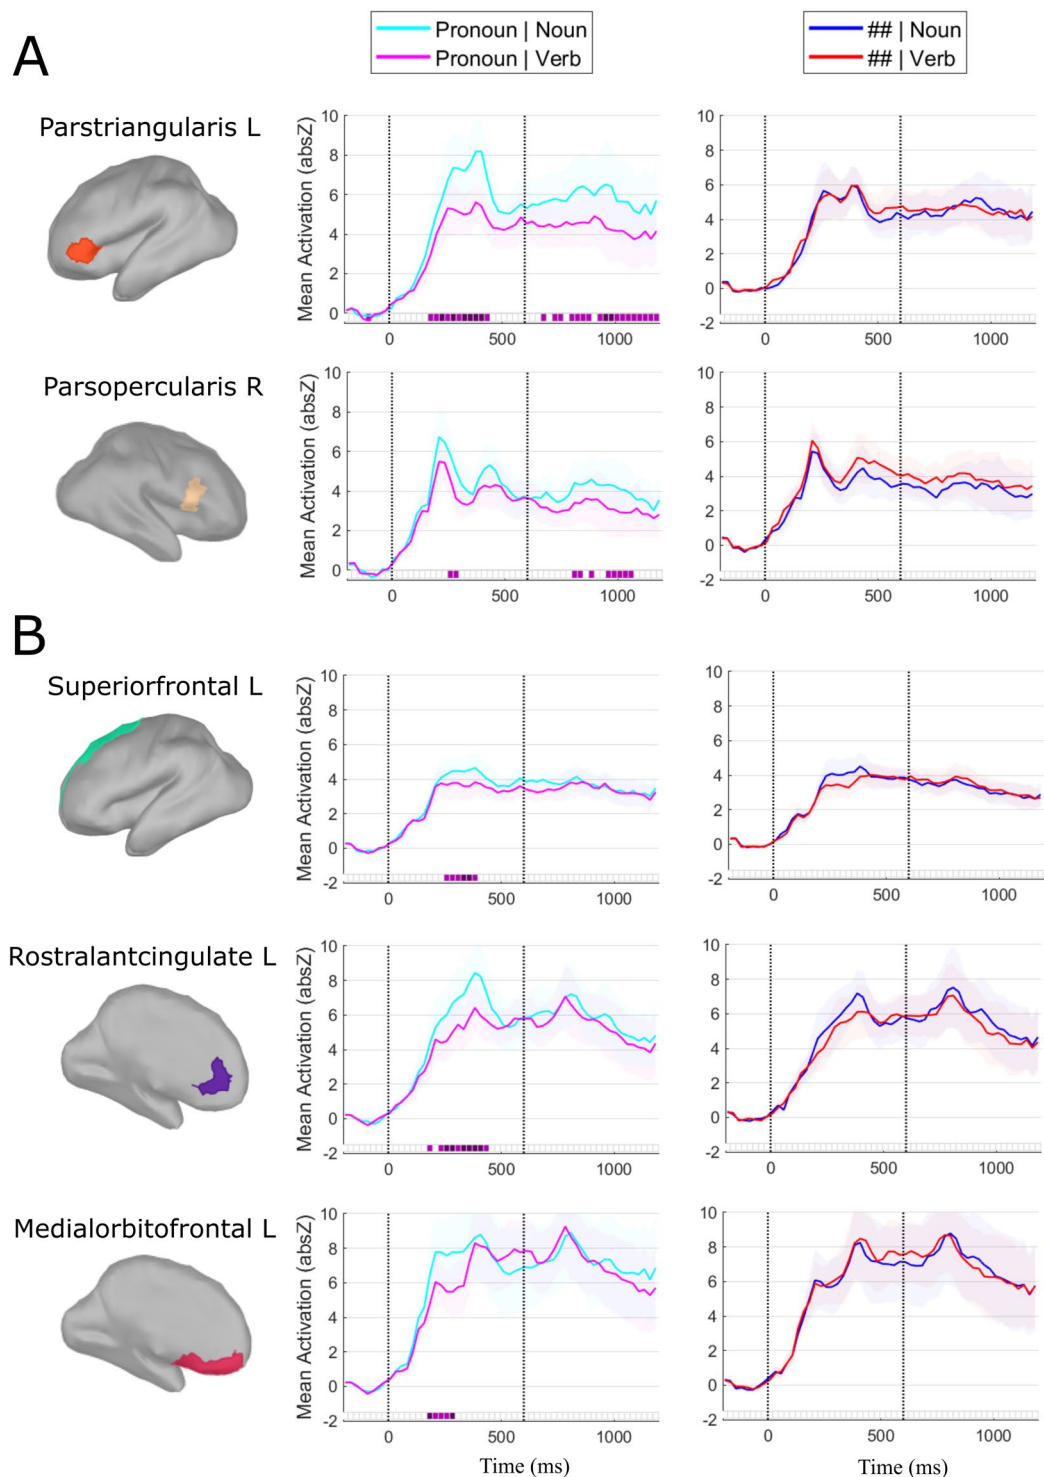 A
Pronoun | Noun
Pronoun | Verb
## | Noun
## | Verb
Parstriangularis L
Mean Activation (absZ)
10
8
6
4
2
0
0 500 1000
10
8
6
4
2
0
-2
0 500 1000
Parsopercularis R
Mean Activation (absZ)
10
8
6
4
2
0
0 500 1000
10
8
6
4
2
0
-2
0 500 1000
B
Superiorfrontal L
Mean Activation (absZ)
10
8
6
4
2
0
-2
0 500 1000
10
8
6
4
2
0
-2
0 500 1000
Rostralantcingulate L
Mean Activation (absZ)
10
8
6
4
2
0
-2
0 500 1000
10
8
6
4
2
0
-2
0 500 1000
Medialorbitofrontal L
Mean Activation (absZ)
10
8
6
4
2
0
-2
0 500 1000
Time (ms)
10
8
6
4
2
0
-2
0 500 1000
Time (ms)